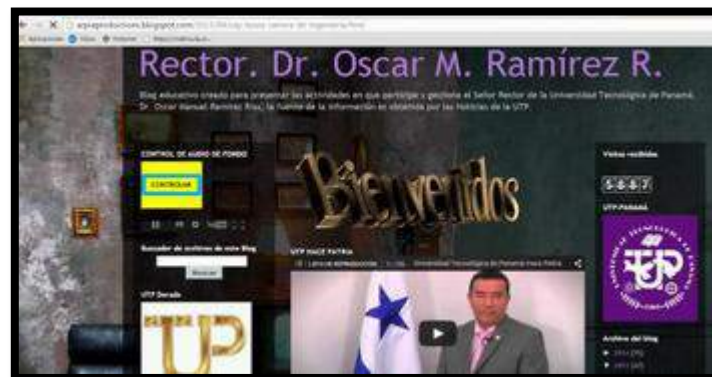 Rector. Dr. Oscar M. Ramírez R.
Blog educativo creado para presentar las actividades en que participa y gestiona el Señor Rector de la Universidad Tecnológica de Panamá,
Dr. Oscar Manuel Ramírez Ríos, la fuente de la información es obtenida por las Noticias de la UTP.
CONTROL DE AUDIO DE FONDO
CONTROLAR
Bienvenidos
Visitas recibidas
5887
UTP-PANAMÁ
UTP
Buscador de archivos de este Blog
Buscar
UTP HACE PATRIA
Universidad Tecnológica de Panamá Hace Patria
UTP Dorado
UTP
Archivo del blog